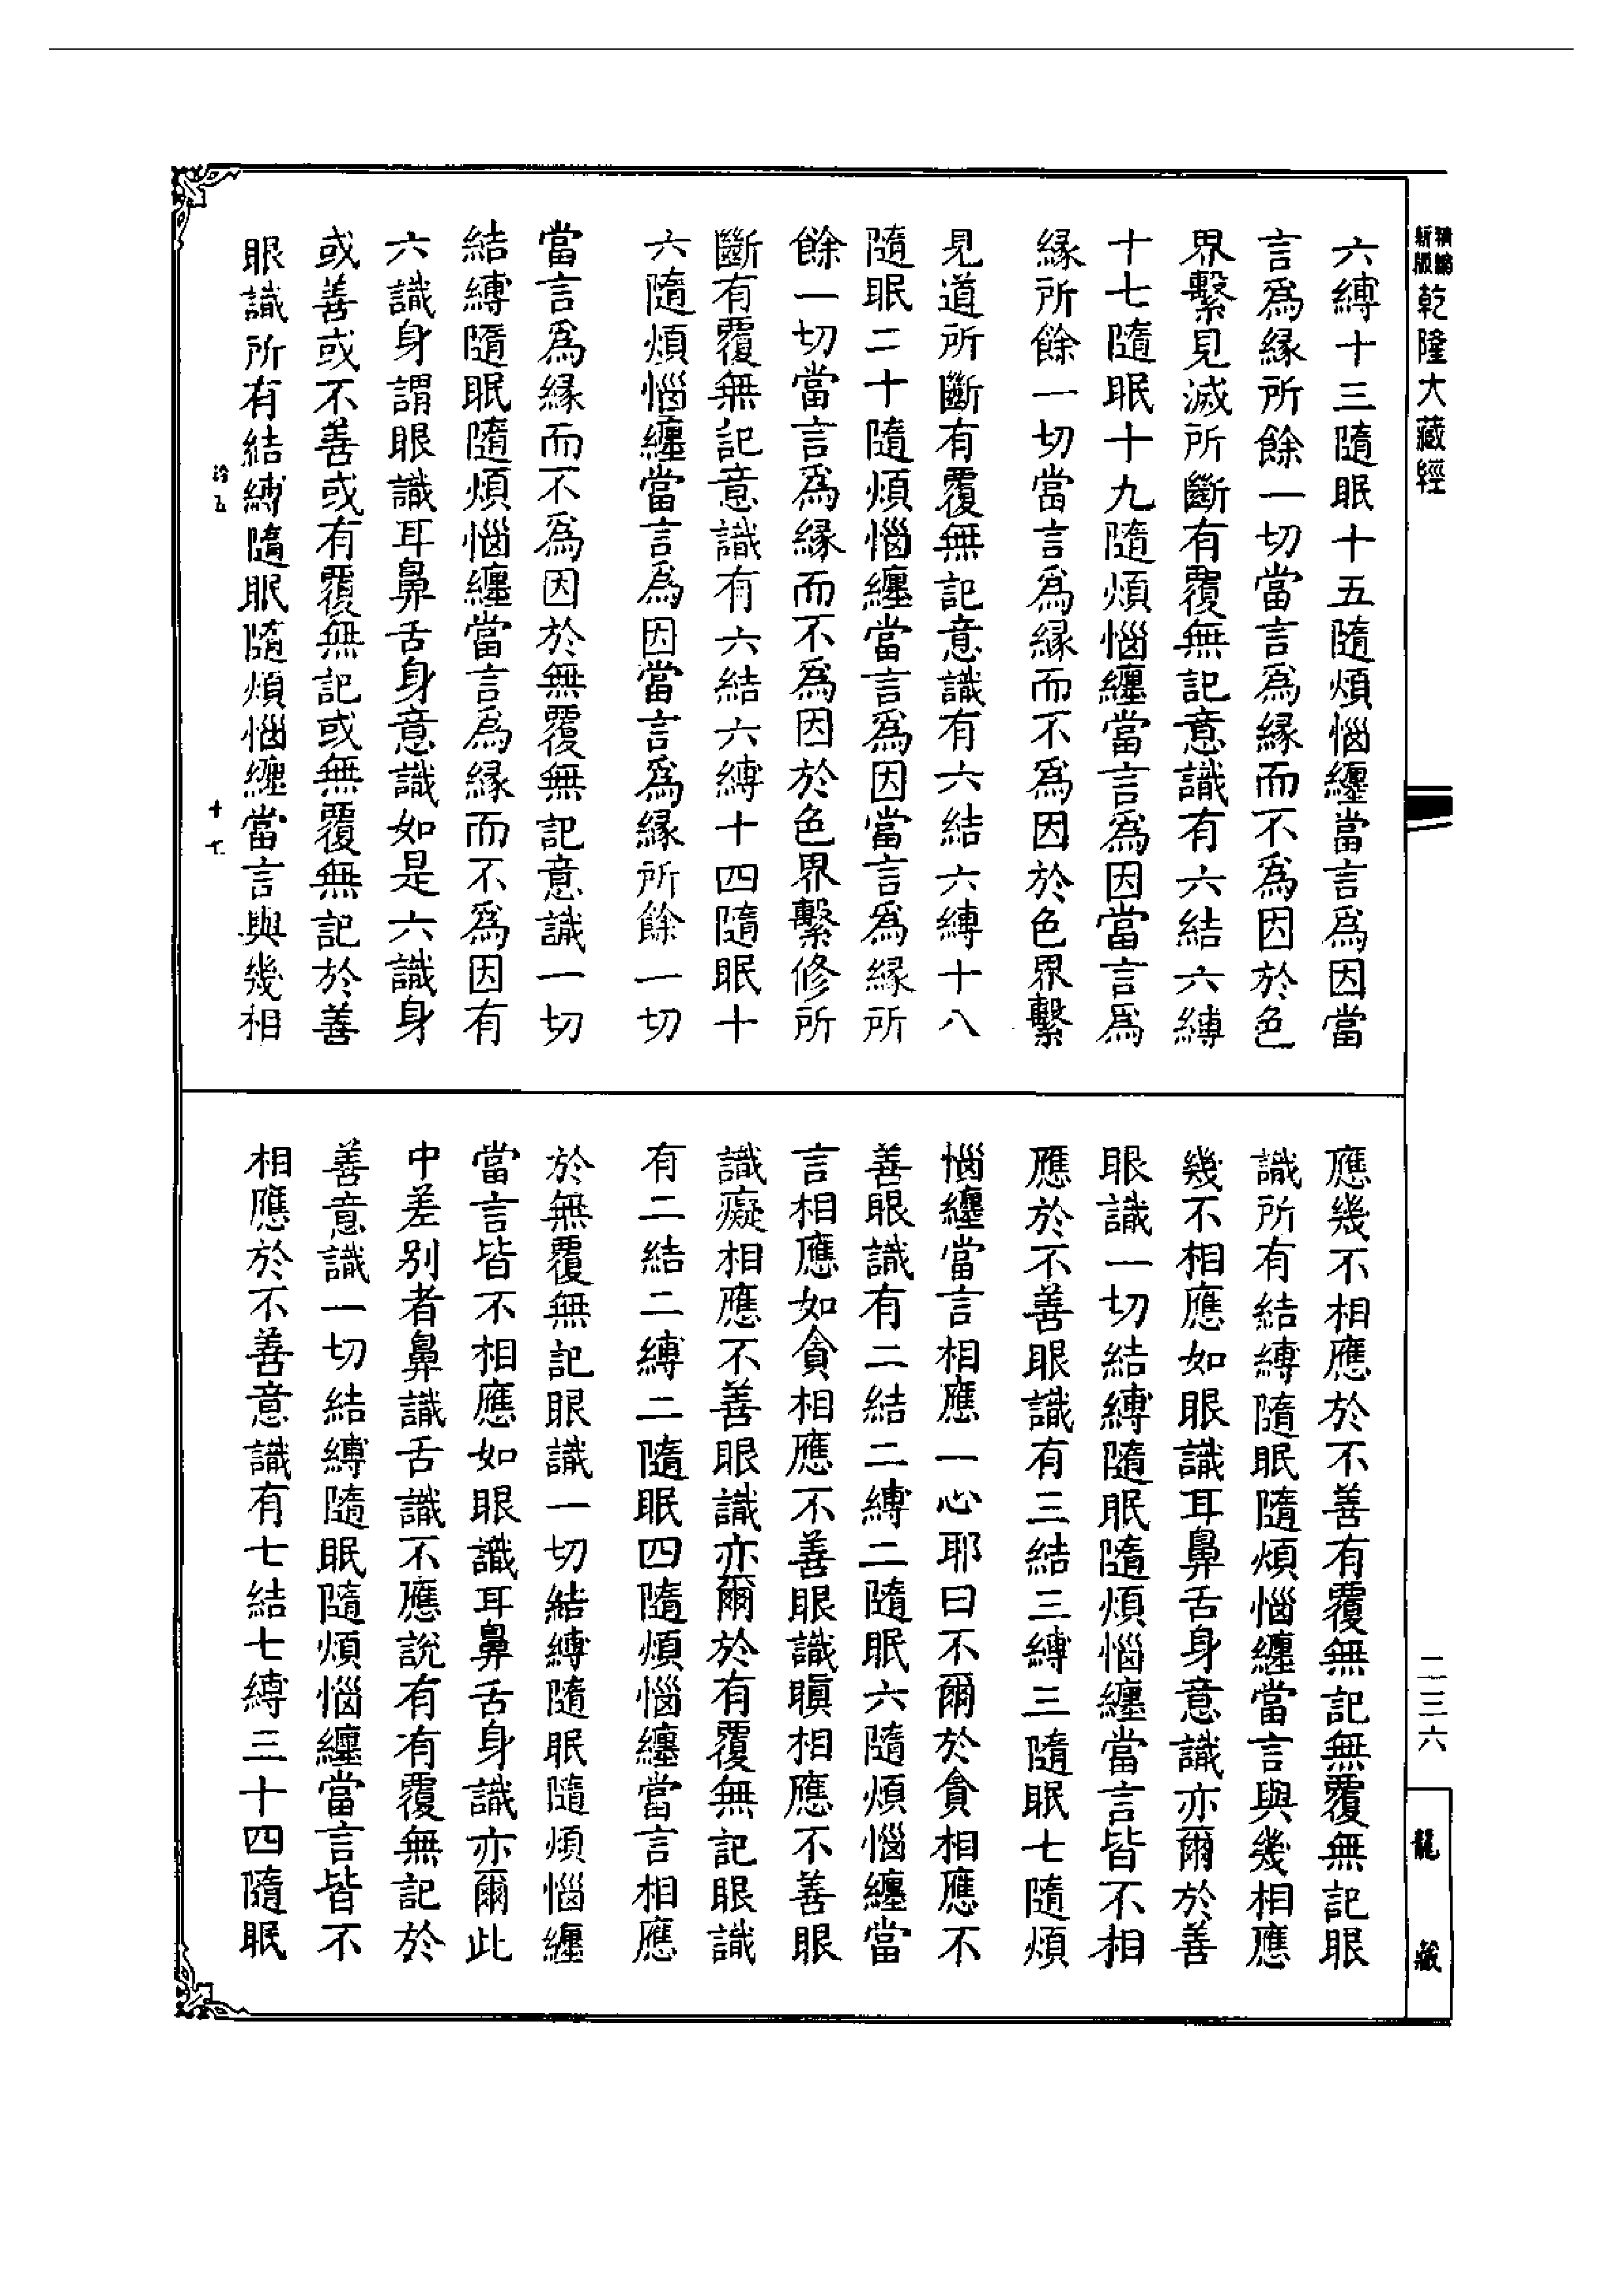 精編
新版
乾隆大藏經
二三六
龍藏
六縛十三隨眠十五隨煩惱纏當言爲因當
言爲緣所餘一切當言爲緣而不爲因於色
界繫見滅所斷有覆無記意識有六結六縛
十七隨眠十九隨煩惱纏當言爲因當言爲
緣所餘一切當言爲緣而不爲因於色界繫
見道所斷有覆無記意識有六結六縛十八
隨眠二十隨煩惱纏當言爲因當言爲緣所
餘一切當言爲緣而不爲因於色界繫修所
斷有覆無記意識有六結六縛十四隨眠十
六隨煩惱纏當言爲因當言爲緣所餘一切
當言爲緣而不爲因於無覆無記意識一切
結縛隨眠隨煩惱纏當言爲緣而不爲因有
六識身謂眼識耳鼻舌身意識如是六識身
或善或不善或有覆無記或無覆無記於善
眼識所有結縛隨眠隨煩惱纏當言與幾相
應幾不相應於不善有覆無記無覆無記眼
識所有結縛隨眠隨煩惱纏當言與幾相應
幾不相應如眼識耳鼻舌身意識亦爾於善
眼識一切結縛隨眠隨煩惱纏當言皆不相
應於不善眼識有三結三縛三隨眠七隨煩
惱纏當言相應一心耶曰不爾於貪相應不
善眼識有二結二縛二隨眠六隨煩惱纏當
言相應如貪相應不善眼識瞋相應不善眼
識癡相應不善眼識亦爾於有覆無記眼識
有二結二縛二隨眠四隨煩惱纏當言相應
於無覆無記眼識一切結縛隨眠隨煩惱纏
當言皆不相應如眼識耳鼻舌身識亦爾此
中差別者鼻識舌識不應說有有覆無記於
善意識一切結縛隨眠隨煩惱纏當言皆不
相應於不善意識有七結七縛三十四隨眠